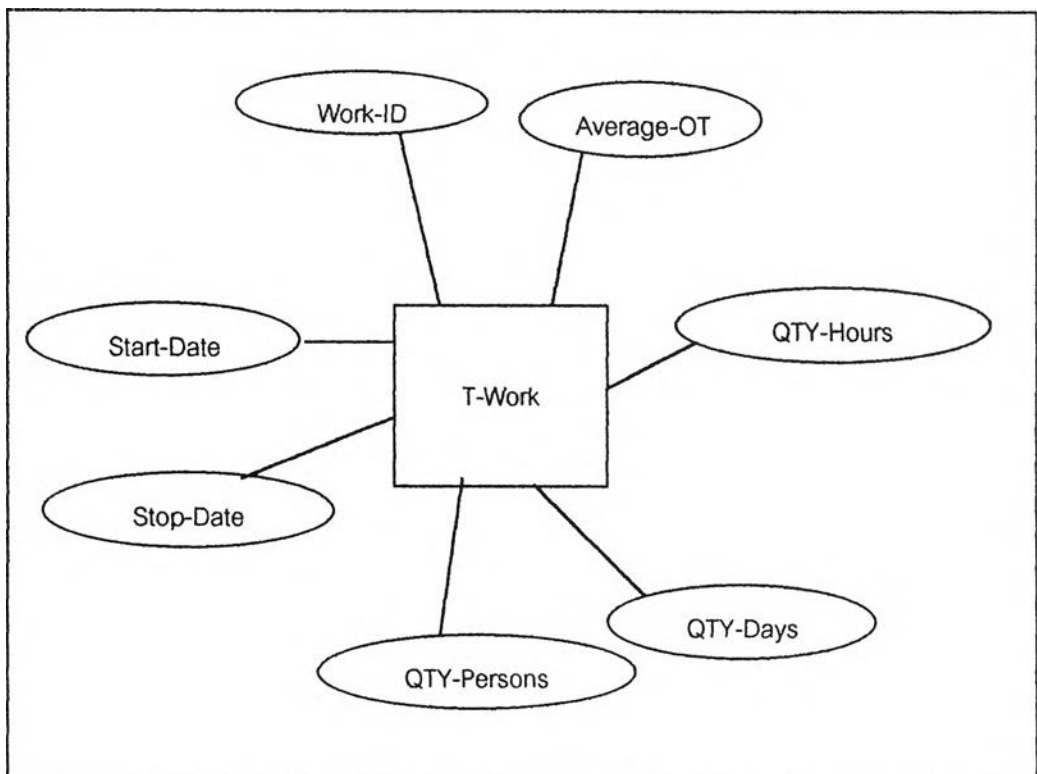 Work-ID
Average-OT
Start-Date
QTY-Hours
T-Work
Stop-Date
QTY-Days
QTY-Persons